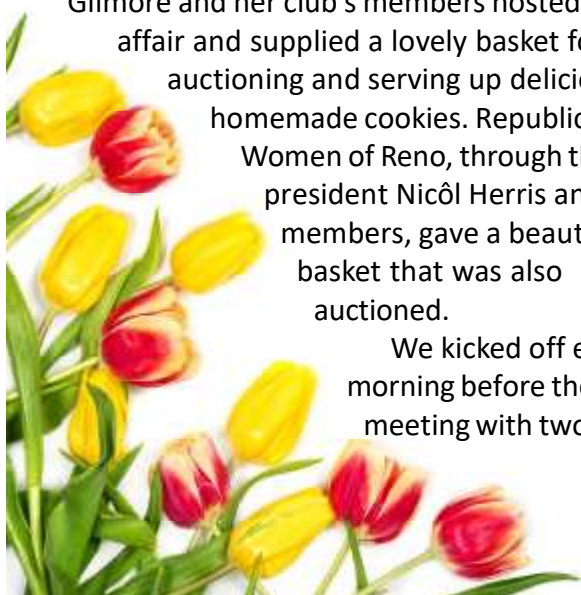 Gilmore and her club's members hosted
affair and supplied a lovely basket fo
auctioning and serving up delici
homemade cookies. Republic
Women of Reno, through th
president Nicôl Herris an
members, gave a beaut
basket that was also
auctioned.
We kicked off e
morning before the
meeting with two